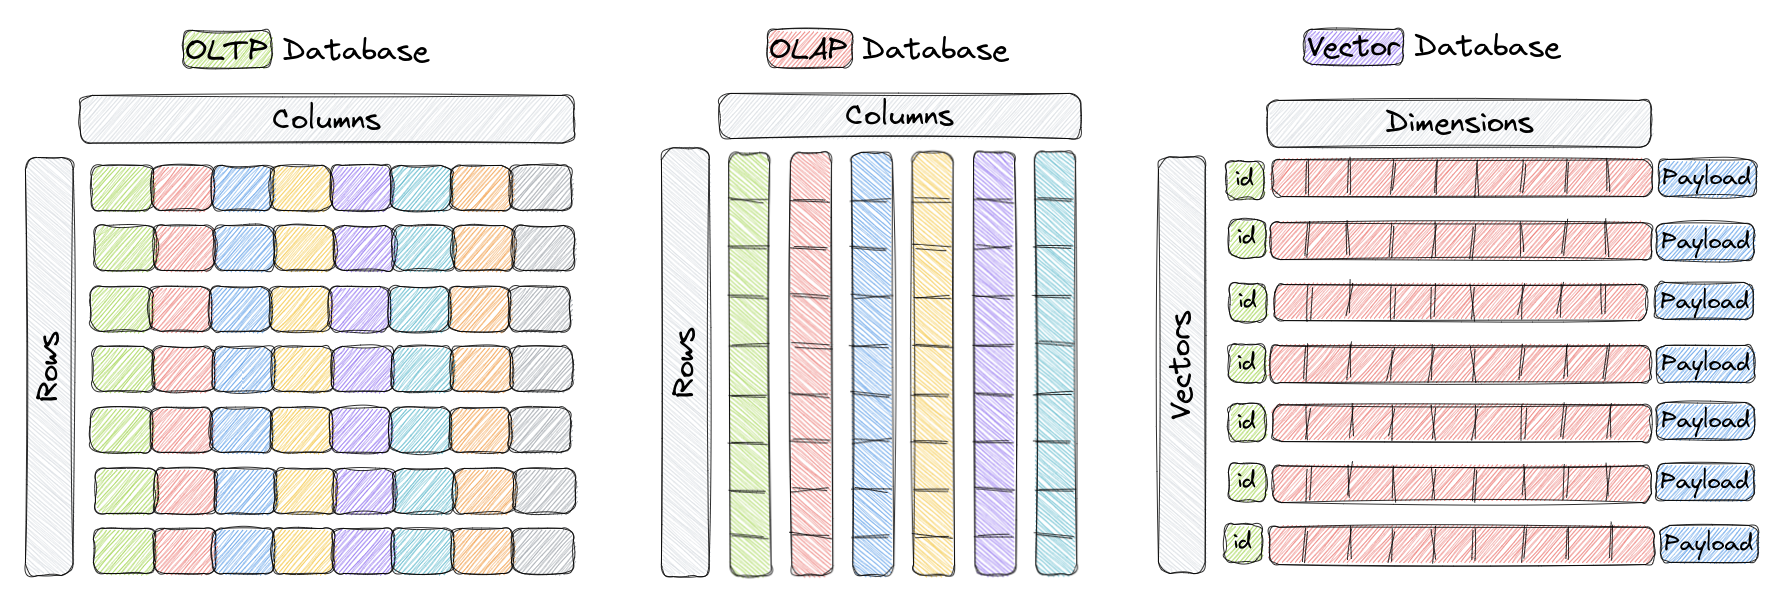 OLTP Database
Columns
Rows
OLAP Database
Columns
Rows
Vector Database
Dimensions
Vectors
id Payload
id Payload
id Payload
id Payload
id Payload
id Payload
id Payload